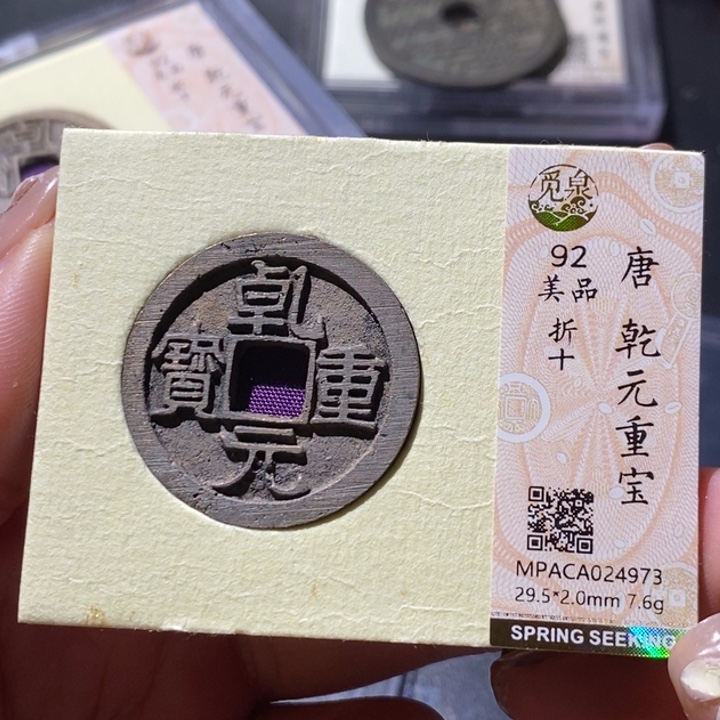 乾元重寳
觅泉
唐 乾元重宝
92
美品
折十
MPACA024973
29.5*2.0mm 7.6g
SPRING SEEKING